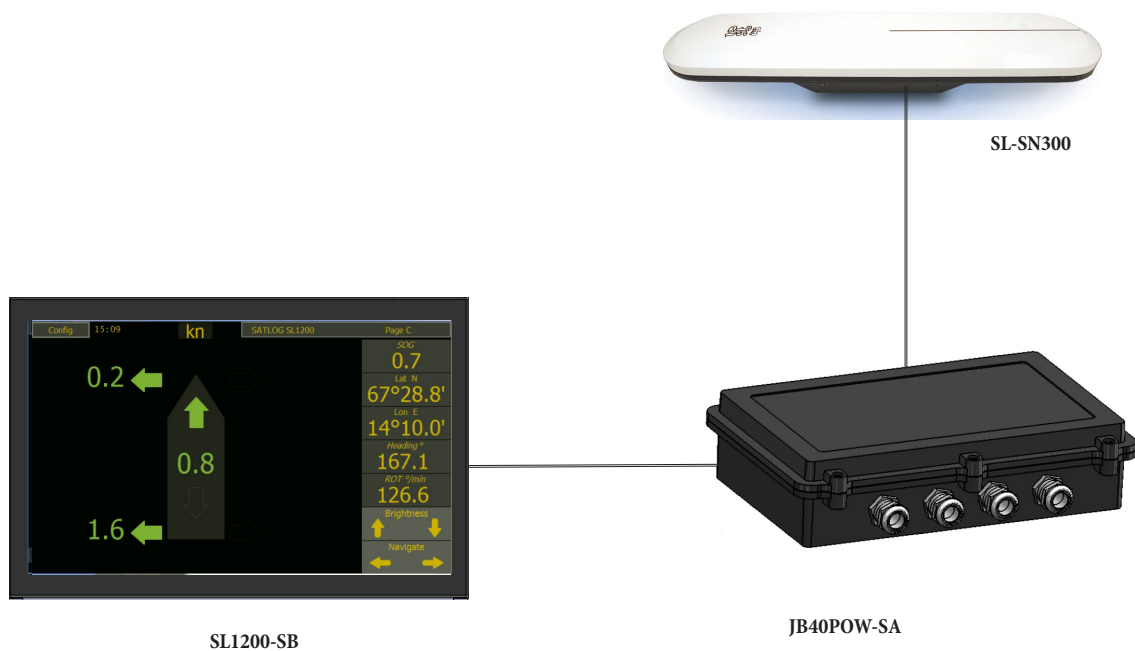 SL-SN300
Config 15:09 kn SATLOG SL1200 Page C
SOG
0.7
Lat N
67°28.8'
Lon E
14°10.0'
Heading°
167.1
ROT °/min
126.6
Brightness
Navigate
0.2
0.8
1.6
SL1200-SB
JB40POW-SA